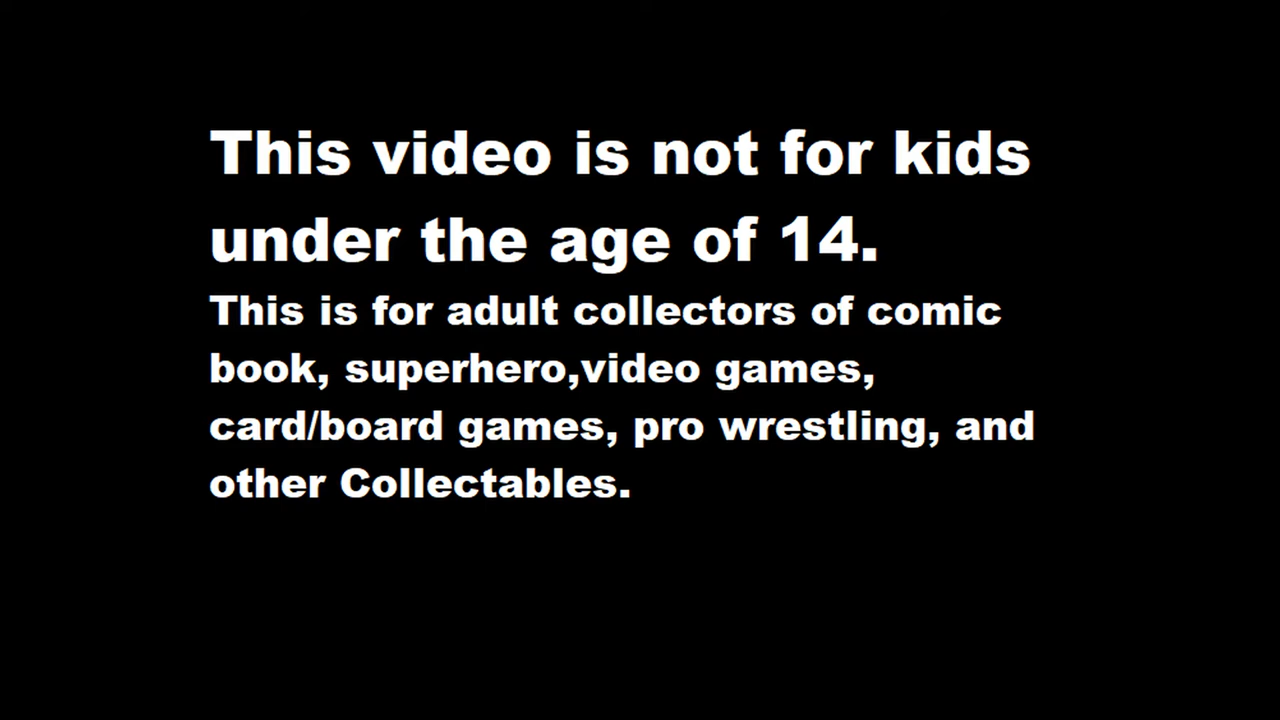 This video is not for kids
under the age of 14.
This is for adult collectors of comic
book, superhero,video games,
card/board games, pro wrestling, and
other Collectables.